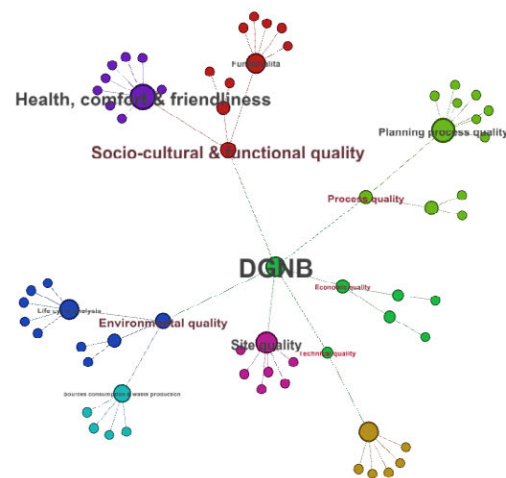 Funzionalità
Health, comfort & friendliness
Planning process quality
Socio-cultural & functional quality
Process quality
DGNB
Economic quality
Life cycle analysis
Environmental quality
Site quality
Technical quality
Sources consumption & waste production